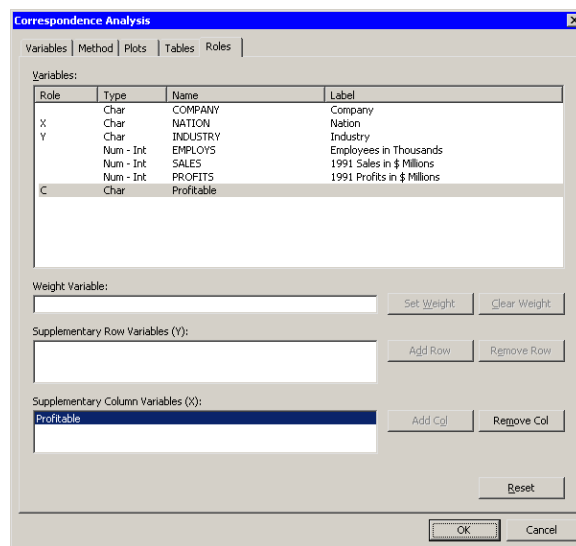 Correspondence Analysis
Variables Method Plots Tables Roles
Variables:
Role Type Name Label
Char COMPANY Company
X Char NATION Nation
Y Char INDUSTRY Industry
Num - Int EMPLOYS Employees in Thousands
Num - Int SALES 1991 Sales in $ Millions
Num - Int PROFITS 1991 Profits in $ Millions
C Char Profitable
Weight Variable:
Set Weight Clear Weight
Supplementary Row Variables (Y):
Add Row Remove Row
Supplementary Column Variables (X):
Profitable Add Col Remove Col
Reset
OK Cancel